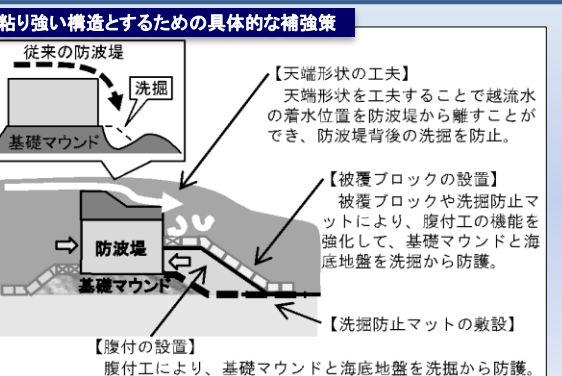 粘り強い構造とするための具体的な補強策
従来の防波堤
洗掘
基礎マウンド
【天端形状の工夫】
天端形状を工夫することで越流水
の着水位置を防波堤から離すことが
でき、防波堤背後の洗掘を防止。
【被覆ブロックの設置】
被覆ブロックや洗掘防止マ
ットにより、腹付工の機能を
強化して、基礎マウンドと海
底地盤を洗掘から防護。
防波堤
基礎マウンド
【洗掘防止マットの敷設】
【腹付の設置】
腹付工により、基礎マウンドと海底地盤を洗掘から防護。